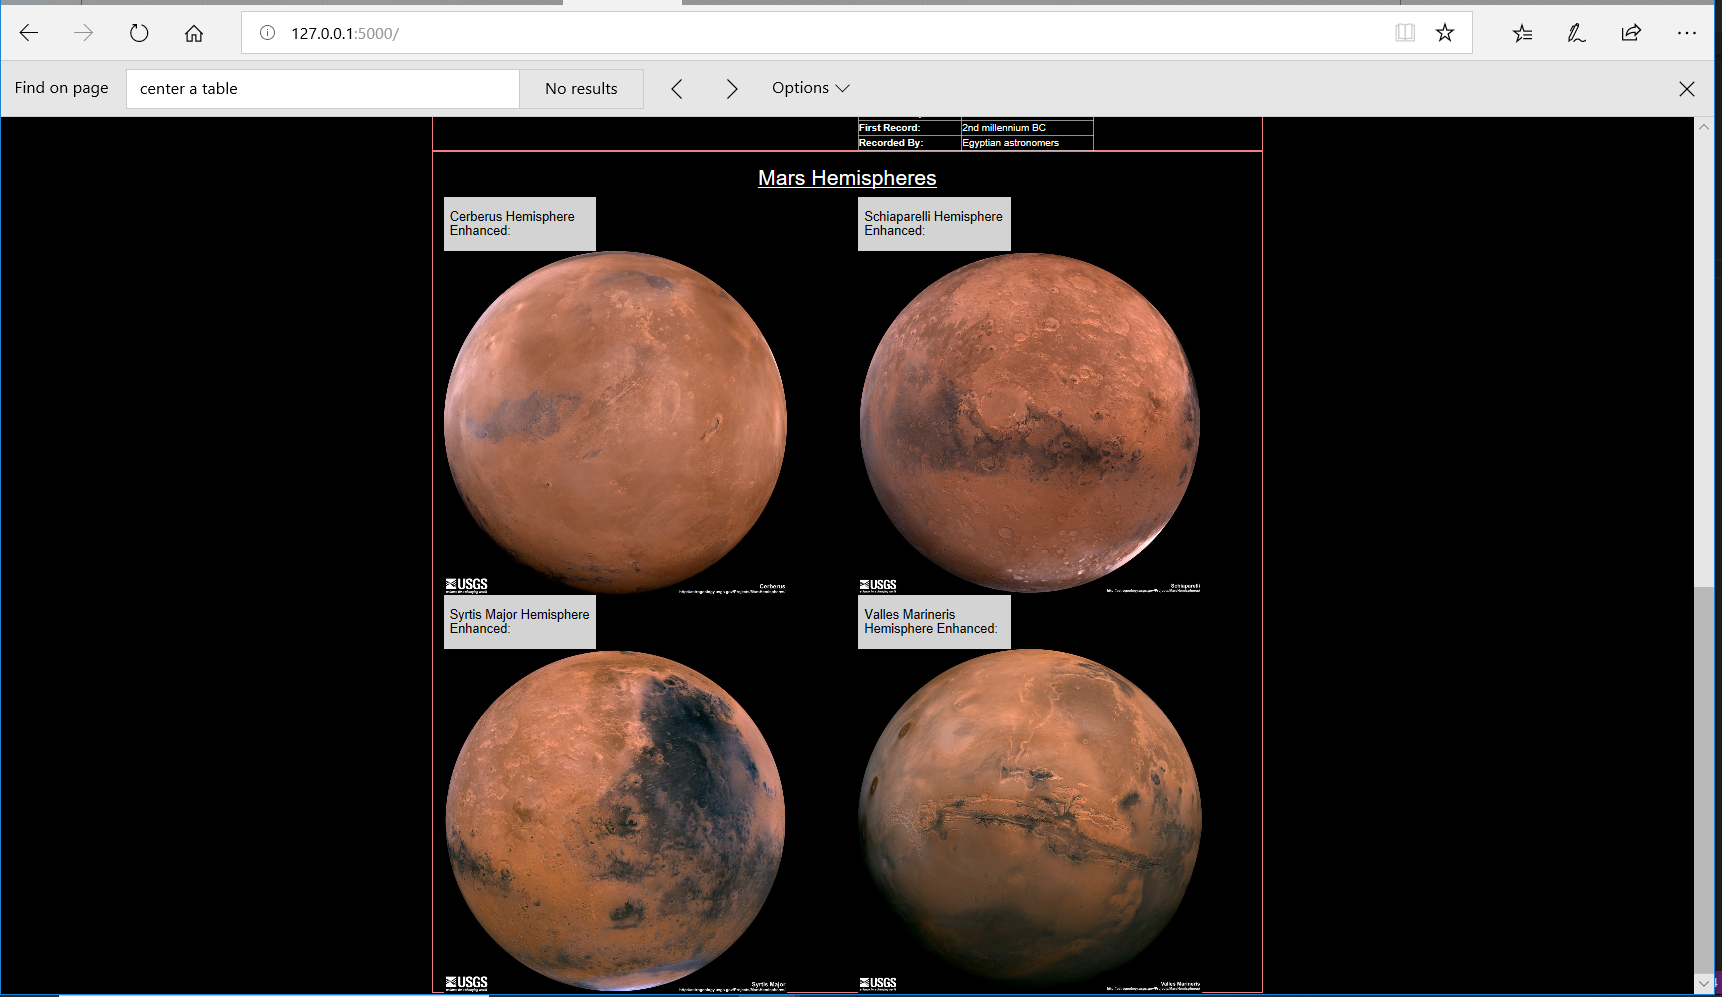 127.0.0.1:5000/
Find on page
center a table
No results
Options
First Record: 2nd millennium BC
Recorded By: Egyptian astronomers
Mars Hemispheres
Cerberus Hemisphere
Enhanced:
Schiaparelli Hemisphere
Enhanced:
USGS
Cerberus
USGS
Schiaparelli
Syrtis Major Hemisphere
Enhanced:
Valles Marineris
Hemisphere Enhanced:
USGS
Syrtis Major
USGS
Valles Marineris